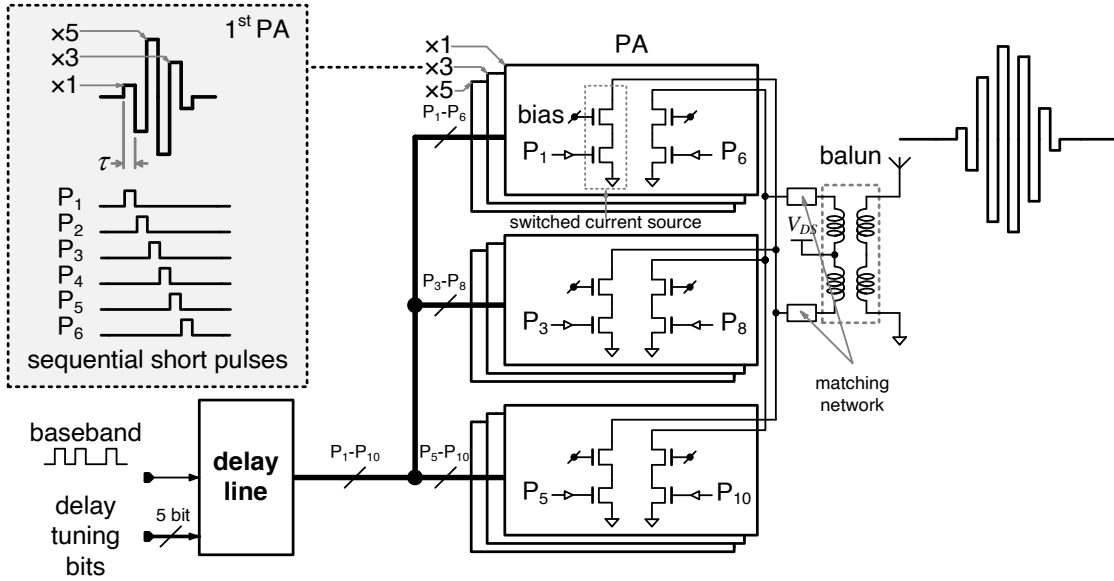 1st PA
×5
×3
×1
τ
P1
P2
P3
P4
P5
P6
sequential short pulses
baseband
delay
tuning
bits
5 bit
delay
line
P1-P10
P1-P6
P3-P8
P5-P10
×1
×3
×5
PA
bias
P1
P6
switched current source
P3
P8
P5
P10
VDS
balun
matching
network